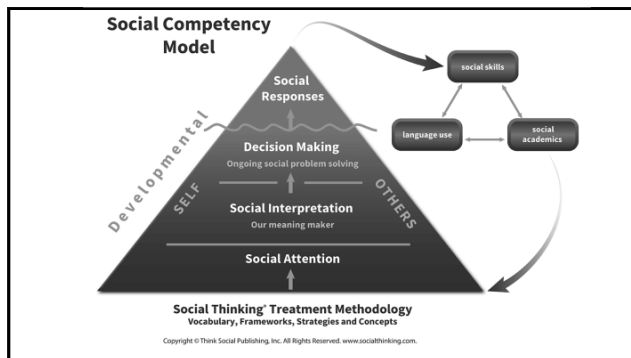 Social Competency
Model
Social
Responses
social skills
language use
social
academics
Developmental
SELF
OTHERS
Decision Making
Ongoing social problem solving
Social Interpretation
Our meaning maker
Social Attention
Social Thinking® Treatment Methodology
Vocabulary, Frameworks, Strategies and Concepts
Copyright © Think Social Publishing, Inc. All Rights Reserved. www.socialthinking.com.